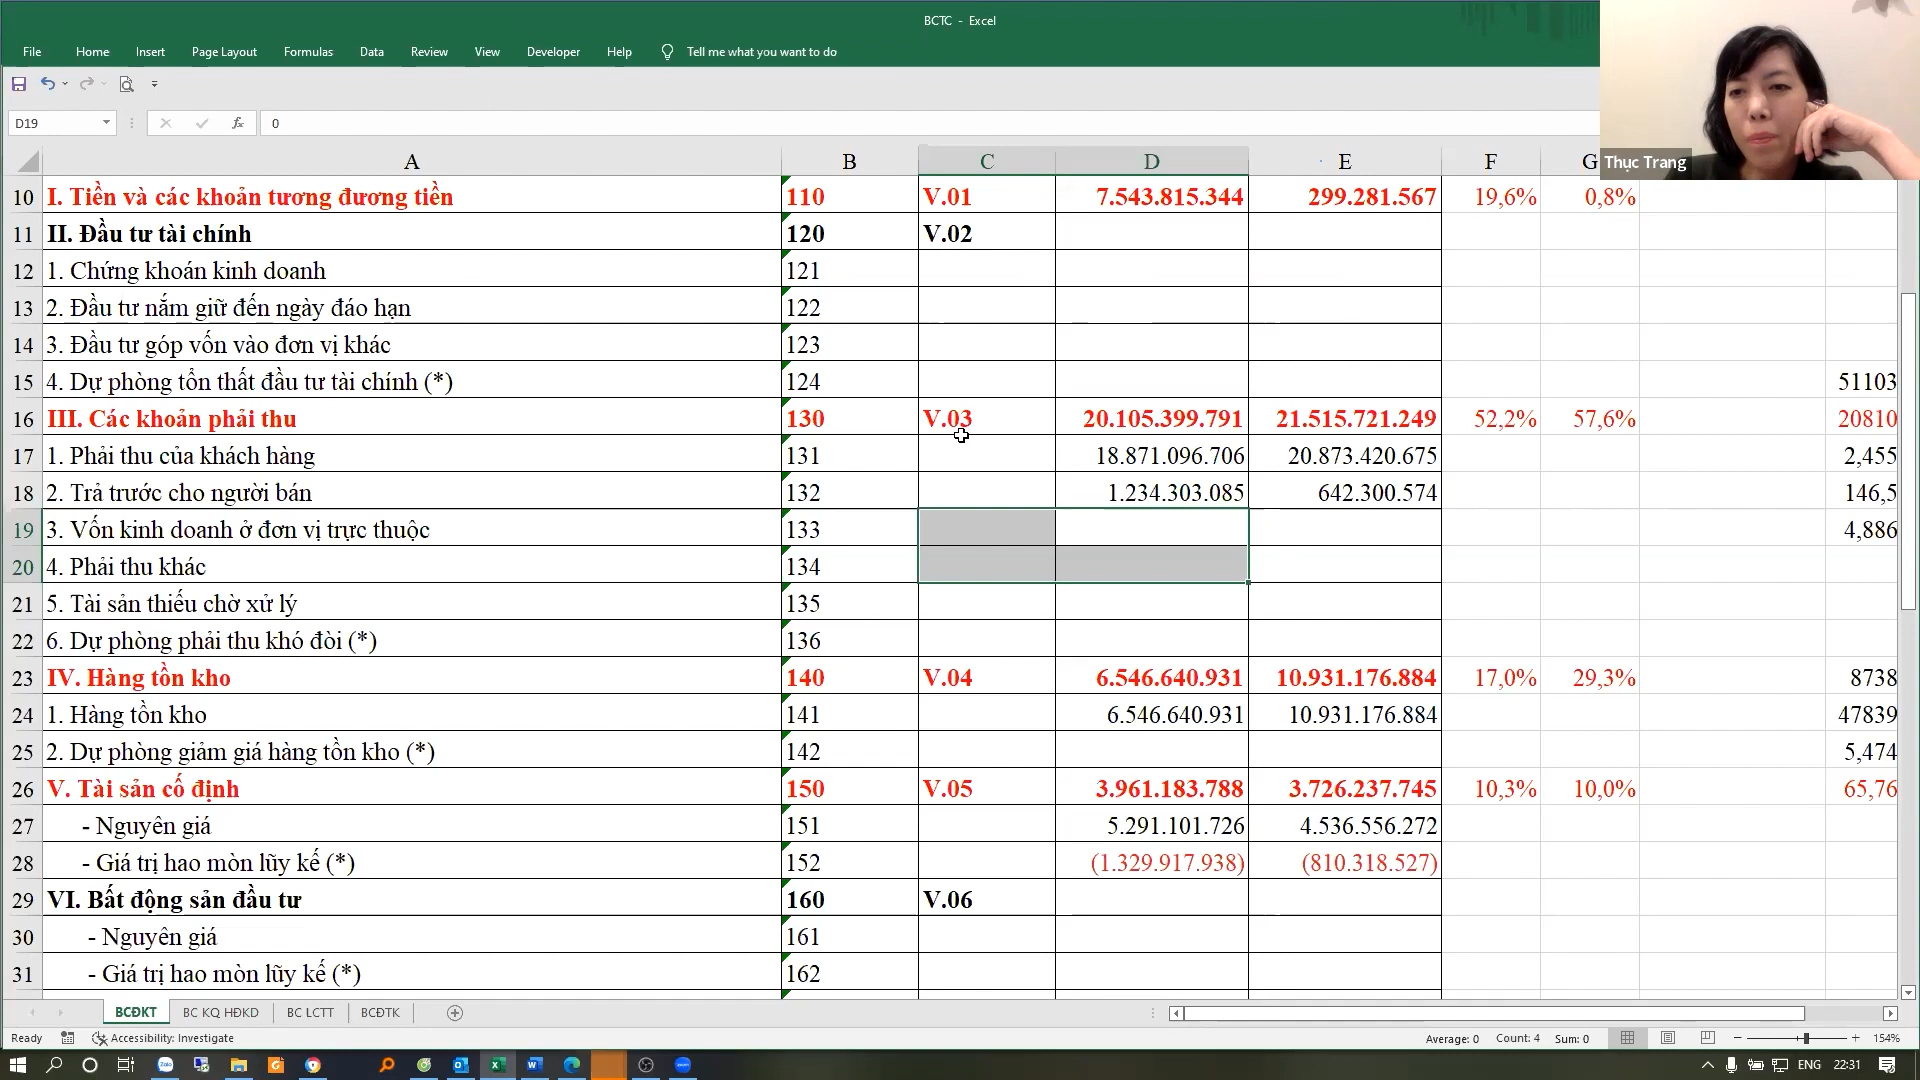 BCTC - Excel
File Home Insert Page Layout Formulas Data Review View Developer Help Tell me what you want to do
D19 fx 0
Thục Trang
A B C D E F G
10 I. Tiền và các khoản tương đương tiền 110 V.01 7.543.815.344 299.281.567 19,6% 0,8%
11 II. Đầu tư tài chính 120 V.02
12 1. Chứng khoán kinh doanh 121
13 2. Đầu tư nắm giữ đến ngày đáo hạn 122
14 3. Đầu tư góp vốn vào đơn vị khác 123
15 4. Dự phòng tổn thất đầu tư tài chính (*) 124 51103
16 III. Các khoản phải thu 130 V.03 20.105.399.791 21.515.721.249 52,2% 57,6% 20810
17 1. Phải thu của khách hàng 131 18.871.096.706 20.873.420.675 2,455
18 2. Trả trước cho người bán 132 1.234.303.085 642.300.574 146,5
19 3. Vốn kinh doanh ở đơn vị trực thuộc 133 4,886
20 4. Phải thu khác 134
21 5. Tài sản thiếu chờ xử lý 135
22 6. Dự phòng phải thu khó đòi (*) 136
23 IV. Hàng tồn kho 140 V.04 6.546.640.931 10.931.176.884 17,0% 29,3% 8738
24 1. Hàng tồn kho 141 6.546.640.931 10.931.176.884 47839
25 2. Dự phòng giảm giá hàng tồn kho (*) 142 5,474
26 V. Tài sản cố định 150 V.05 3.961.183.788 3.726.237.745 10,3% 10,0% 65,76
27 - Nguyên giá 151 5.291.101.726 4.536.556.272
28 - Giá trị hao mòn lũy kế (*) 152 (1.329.917.938) (810.318.527)
29 VI. Bất động sản đầu tư 160 V.06
30 - Nguyên giá 161
31 - Giá trị hao mòn lũy kế (*) 162
BCĐKT BC KQ HĐKD BC LCTT BCĐTK
Ready Accessibility: Investigate Average: 0 Count: 4 Sum: 0 154%
Zalo ENG 22:31